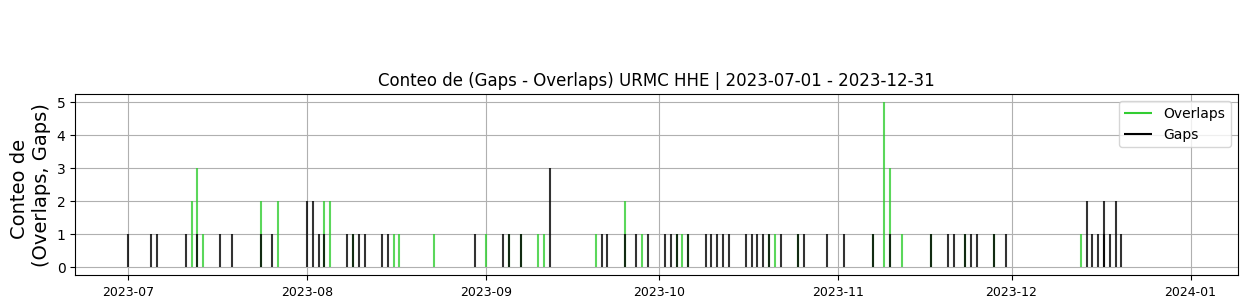 Conteo de (Gaps - Overlaps) URMC HHE | 2023-07-01 - 2023-12-31
Conteo de
(Overlaps, Gaps)
5
4
3
2
1
0
Overlaps
Gaps
2023-07
2023-08
2023-09
2023-10
2023-11
2023-12
2024-01